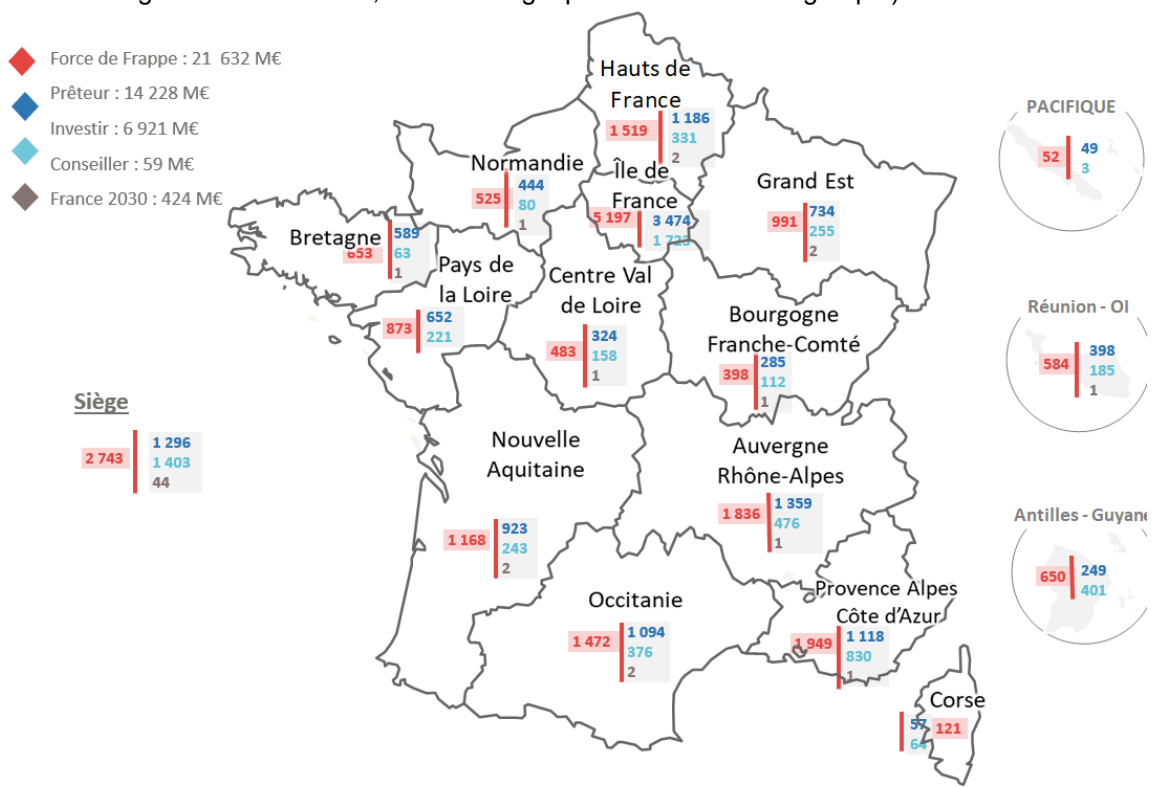 Force de Frappe : 21 632 M€
Prêteur : 14 228 M€
Investir : 6 921 M€
Conseiller : 59 M€
France 2030 : 424 M€
Hauts de
France
1 519
1 186
331
2
Normandie
525
444
80
1
Île de
France
5 197
3 474
1 723
Grand Est
991
734
255
2
PACIFIQUE
52
49
3
Bretagne
653
589
63
1
Pays de
la Loire
873
652
221
Centre Val
de Loire
483
324
158
1
Bourgogne
Franche-Comté
398
285
112
1
Réunion - OI
584
398
185
1
Siège
2 743
1 296
1 403
44
Nouvelle
Aquitaine
1 168
923
243
2
Auvergne
Rhône-Alpes
1 836
1 359
476
1
Antilles - Guyane
650
249
401
Occitanie
1 472
1 094
376
2
Provence Alpes
Côte d'Azur
1 949
1 118
830
1
Corse
57
64
121